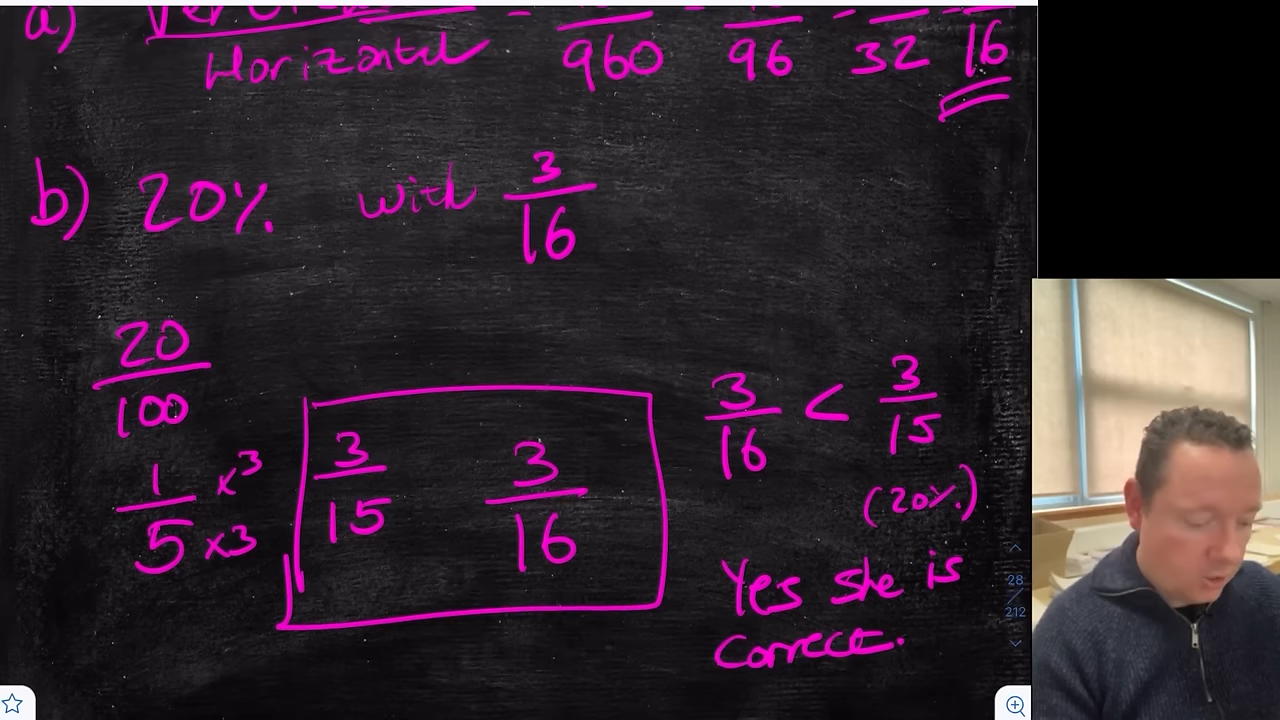 a) Vertical
Horizontal = 960 = 96 = 32 = 16
b) 20% with 3/16
20/100
1/5 ×3 ×3
3/15 3/16
3/16 < 3/15
(20%)
Yes she is
correct.
28
212